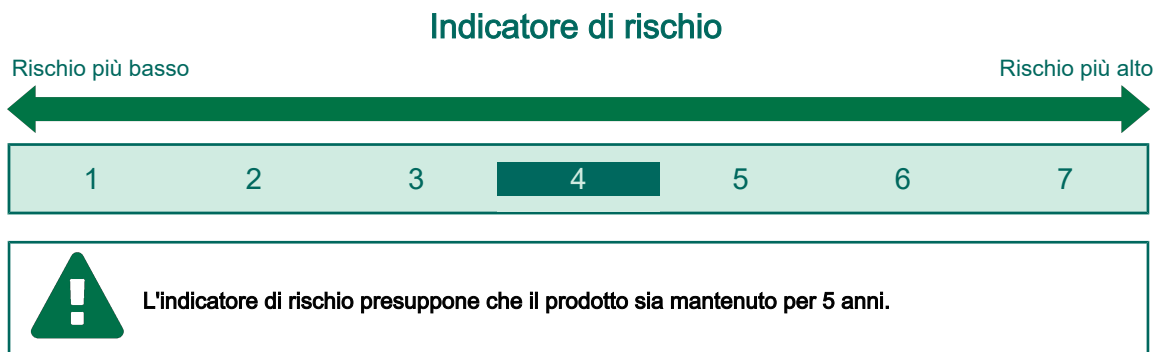 Indicatore di rischio
Rischio più basso Rischio più alto
1 2 3 4 5 6 7
L'indicatore di rischio presuppone che il prodotto sia mantenuto per 5 anni.